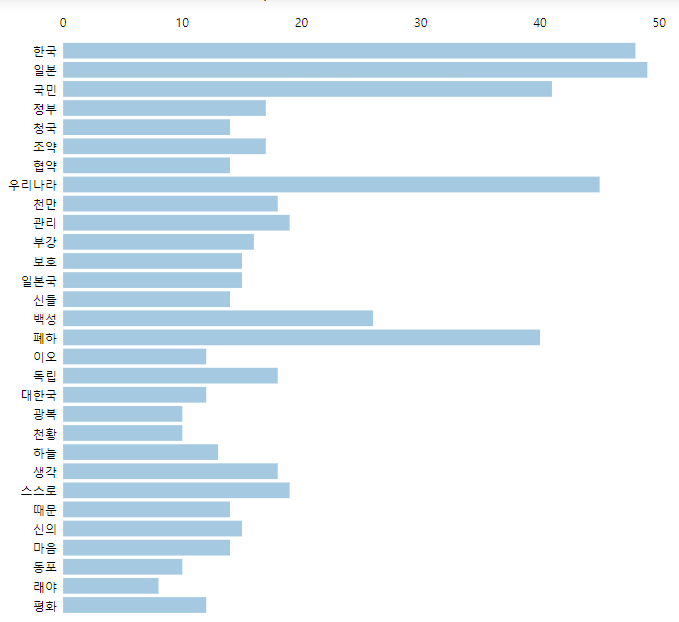 0 10 20 30 40 50
한국
일본
국민
정부
청국
조약
협약
우리나라
천만
관리
부강
보호
일본국
신들
백성
폐하
이오
독립
대한국
광복
천황
하늘
생각
스스로
때문
신의
마음
동포
래야
평화